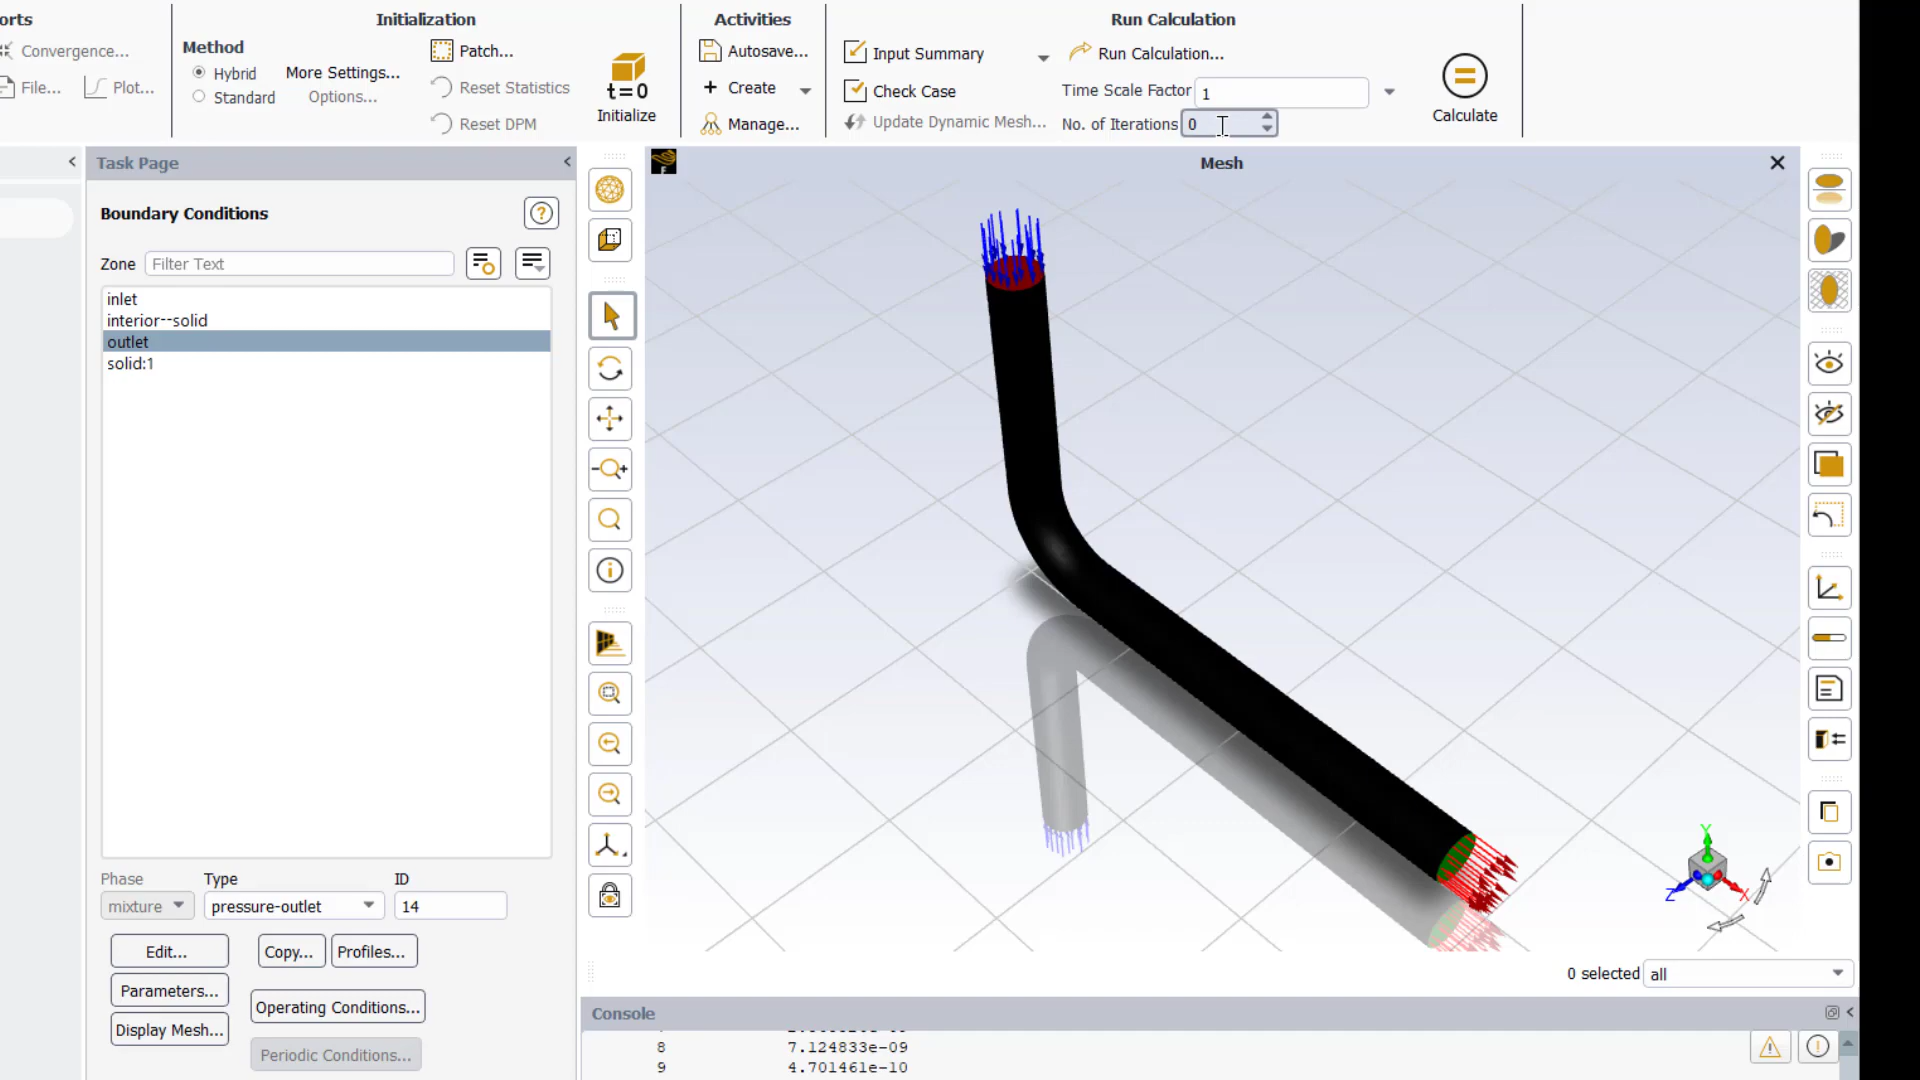 orts
Initialization
Activities
Run Calculation
Convergence...
File...
Plot...
Method
Hybrid
Standard
More Settings...
Options...
Patch...
Reset Statistics
Reset DPM
t=0
Initialize
Autosave...
Create
Manage...
Input Summary
Check Case
Update Dynamic Mesh...
Run Calculation...
Time Scale Factor 1
No. of Iterations 0
Calculate
Task Page
Mesh
Boundary Conditions
Zone Filter Text
inlet
interior--solid
outlet
solid:1
Phase Type ID
mixture pressure-outlet 14
Edit... Copy... Profiles...
Parameters...
Operating Conditions...
Display Mesh...
Periodic Conditions...
Y
Z
X
0 selected all
Console
8 7.124833e-09
9 4.701461e-10